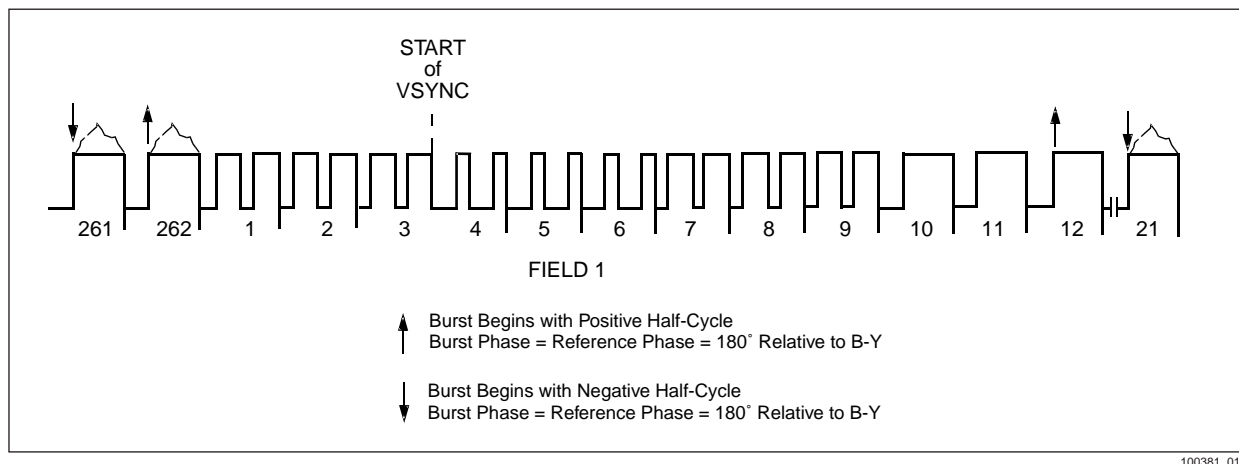 START
of
VSYNC
261 262 1 2 3 4 5 6 7 8 9 10 11 12 21
FIELD 1
Burst Begins with Positive Half-Cycle
Burst Phase = Reference Phase = 180° Relative to B-Y
Burst Begins with Negative Half-Cycle
Burst Phase = Reference Phase = 180° Relative to B-Y